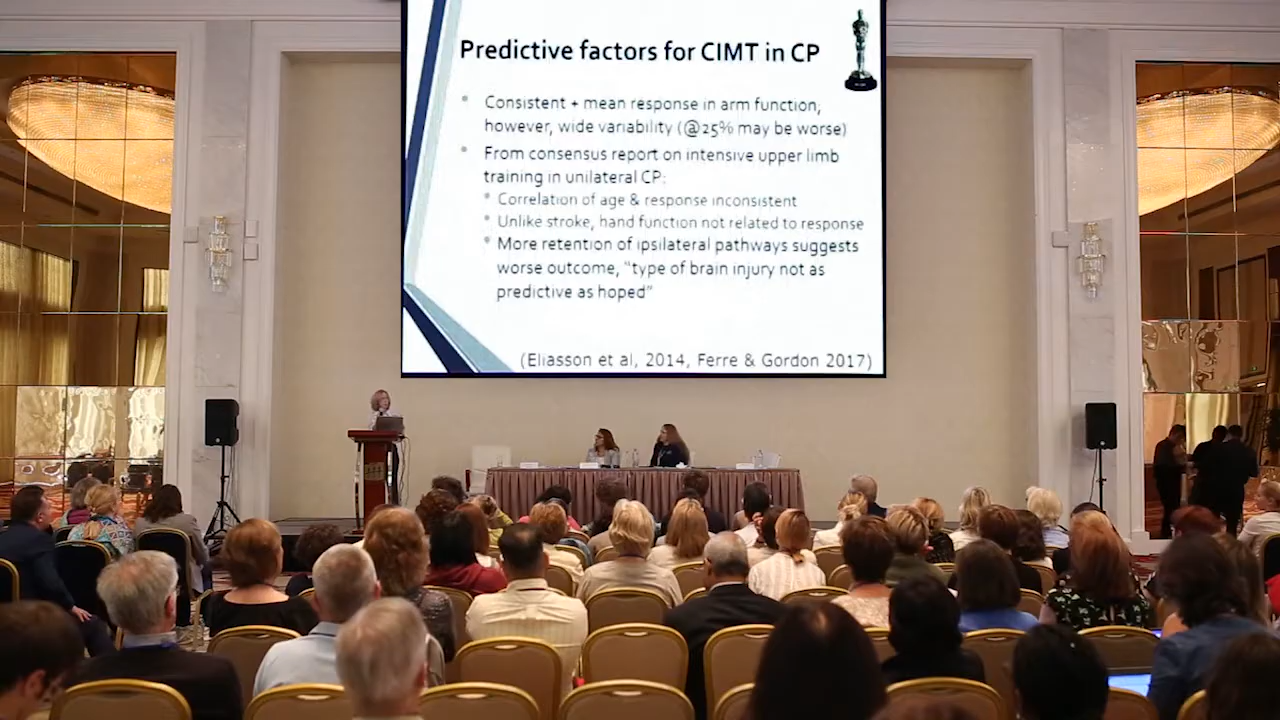 Predictive factors for CIMT in CP
Consistent + mean response in arm function;
however, wide variability (@25% may be worse)
From consensus report on intensive upper limb
training in unilateral CP:
Correlation of age & response inconsistent
Unlike stroke, hand function not related to response
More retention of ipsilateral pathways suggests
worse outcome, "type of brain injury not as
predictive as hoped"
(Eliasson et al, 2014, Ferre & Gordon 2017)